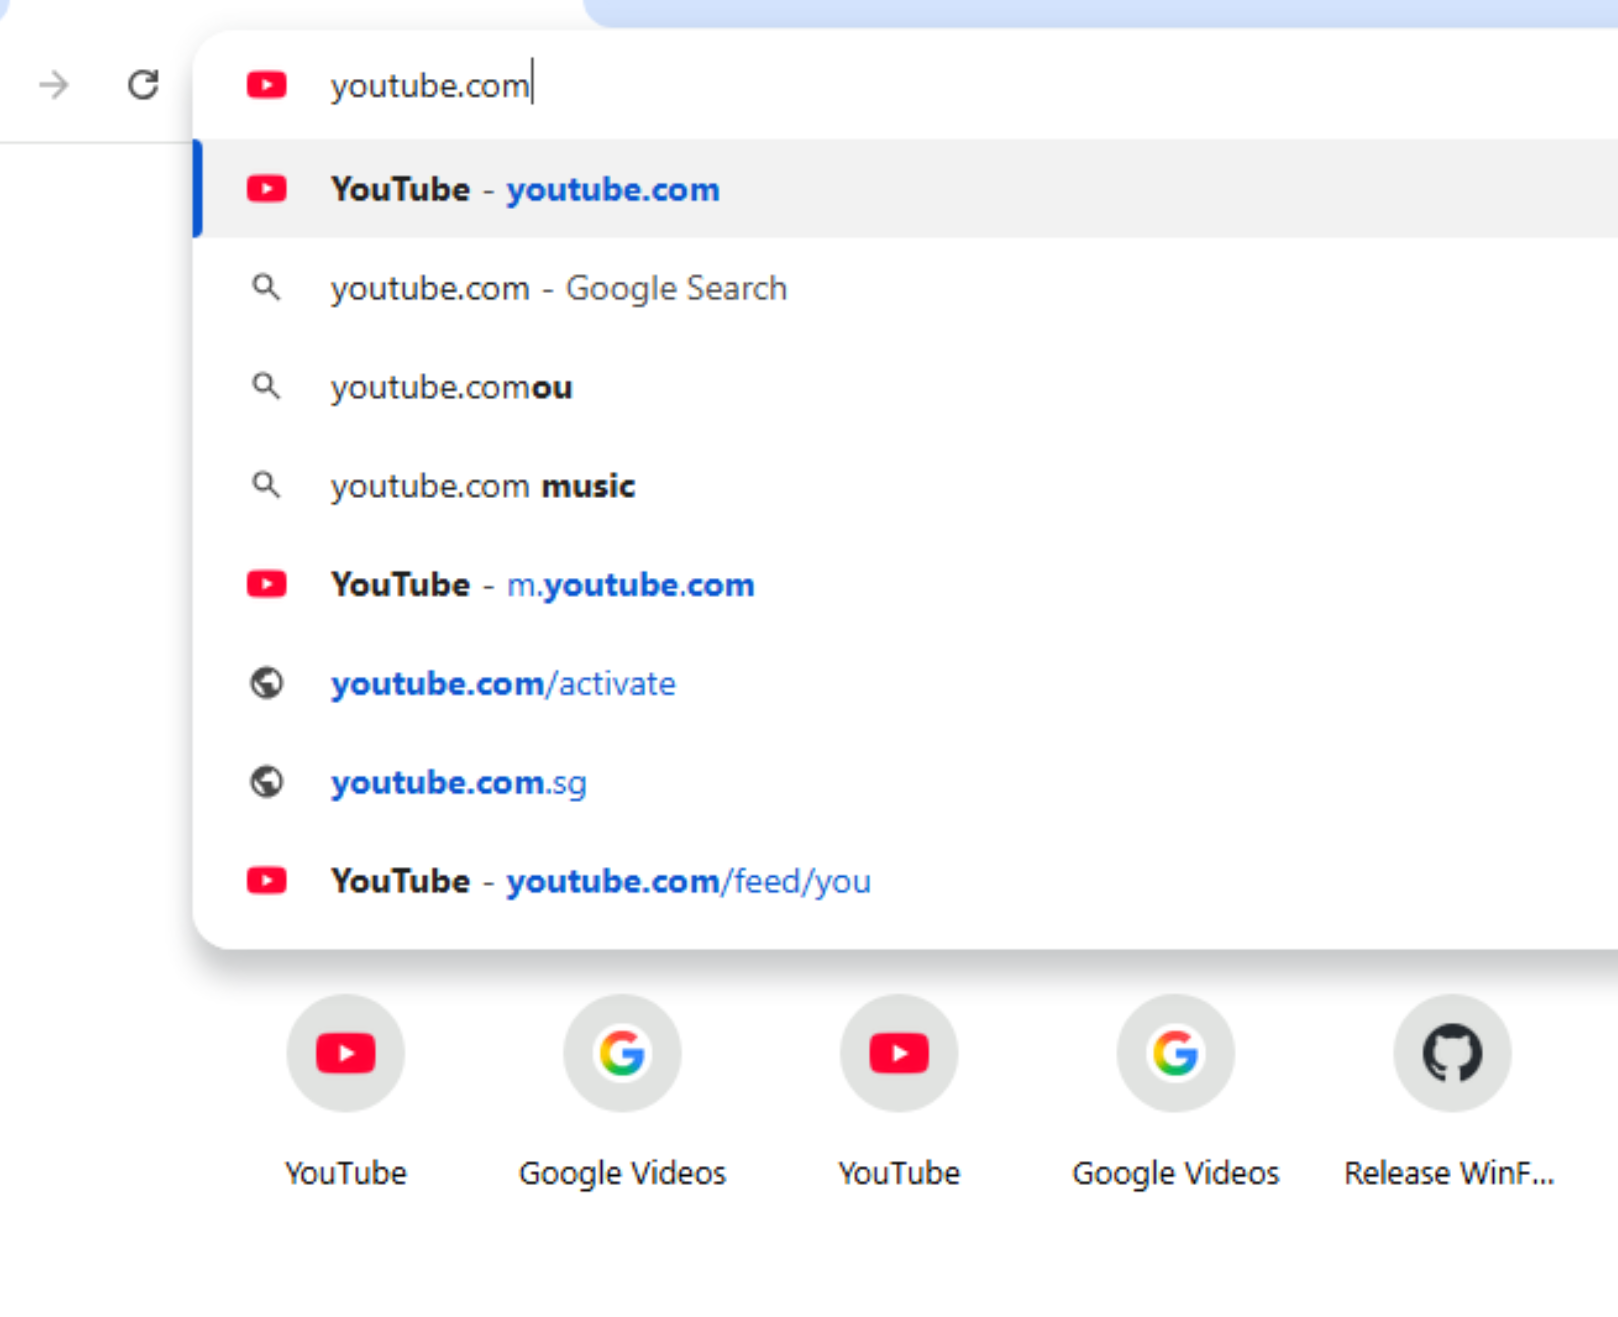 youtube.com
YouTube - youtube.com
youtube.com - Google Search
youtube.comou
youtube.com music
YouTube - m.youtube.com
youtube.com/activate
youtube.com.sg
YouTube - youtube.com/feed/you
YouTube Google Videos YouTube Google Videos Release WinF...